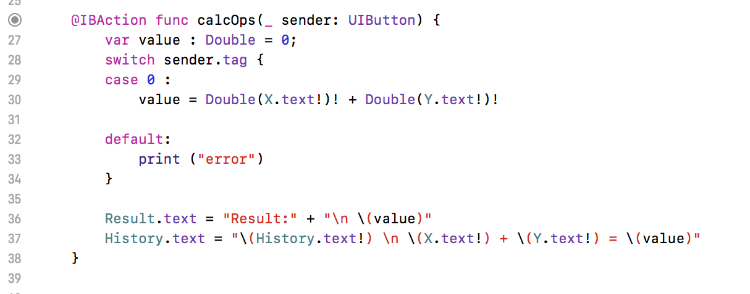 25
@IBAction func calcOps(_ sender: UIButton) {
27 var value : Double = 0;
28 switch sender.tag {
29 case 0 :
30 value = Double(X.text!)! + Double(Y.text!)!
31
32 default:
33 print ("error")
34 }
35
36 Result.text = "Result:" + "\n \(value)"
37 History.text = "\(History.text!) \n \(X.text!) + \(Y.text!) = \(value)"
38 }
39